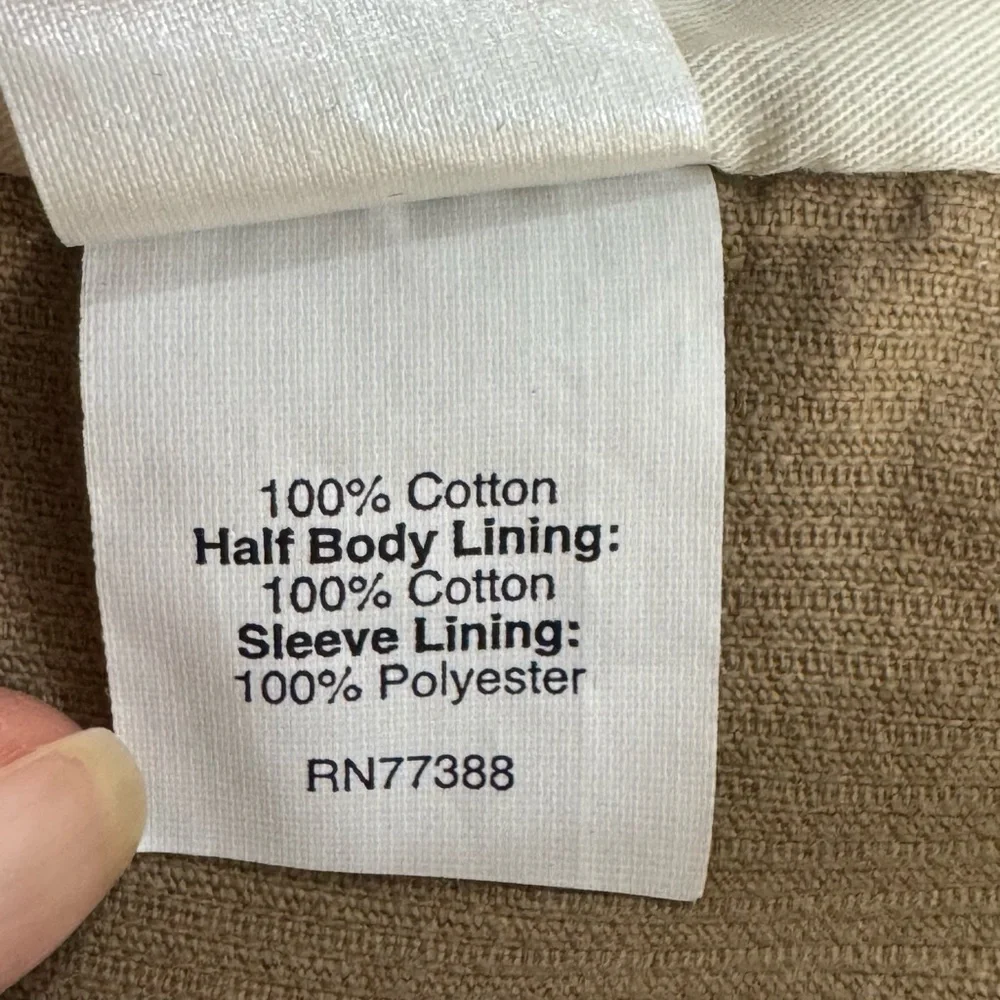 100% Cotton
Half Body Lining:
100% Cotton
Sleeve Lining:
100% Polyester
RN77388